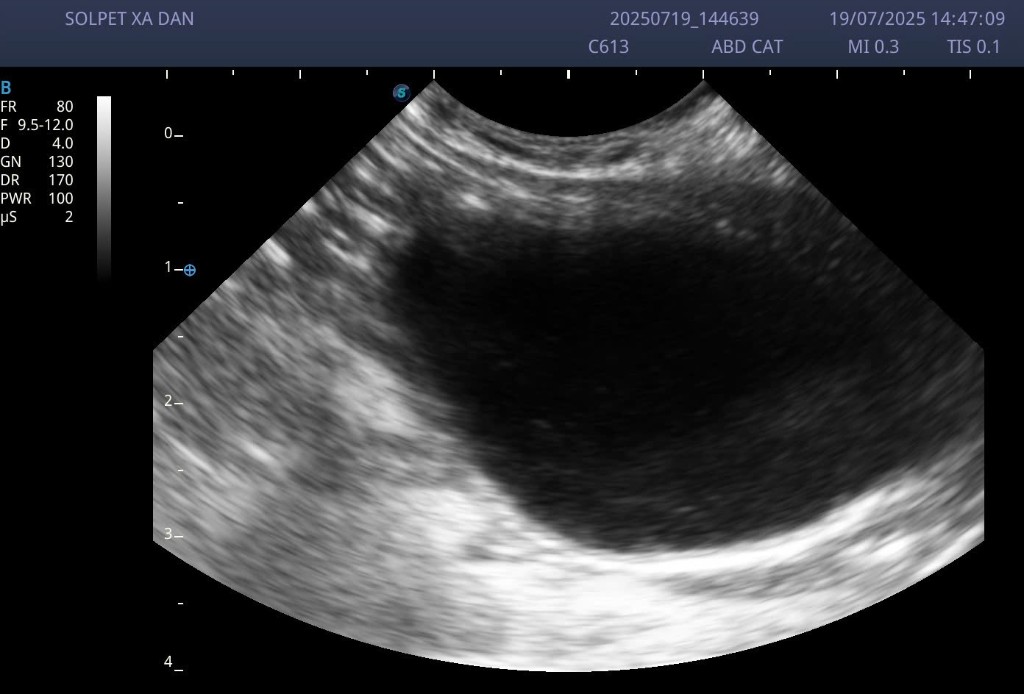 SOLPET XA DAN 20250719_144639 19/07/2025 14:47:09
C613 ABD CAT MI 0.3 TIS 0.1
B
FR 80
F 9.5-12.0
D 4.0
GN 130
DR 170
PWR 100
µS 2
S
0
1
2
3
4